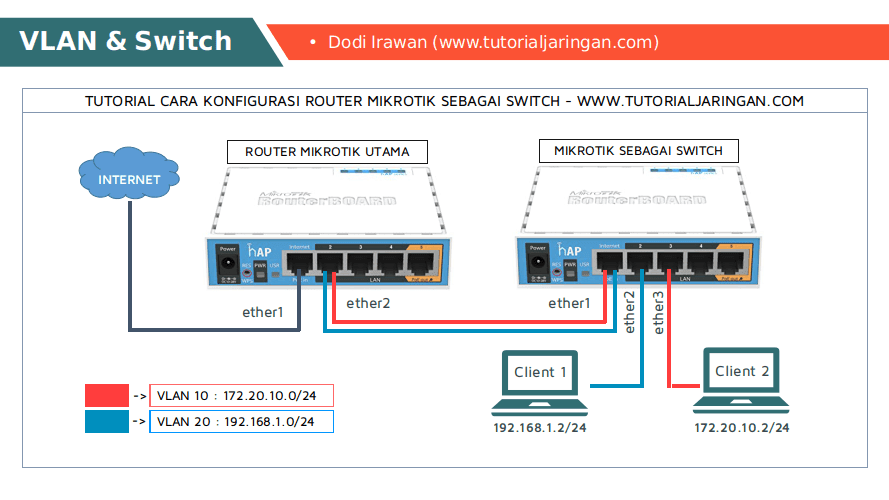 VLAN & Switch
• Dodi Irawan (www.tutorialjaringan.com)
TUTORIAL CARA KONFIGURASI ROUTER MIKROTIK SEBAGAI SWITCH - WWW.TUTORIALJARINGAN.COM
INTERNET
ROUTER MIKROTIK UTAMA
MikroTik
RouterBOARD
Power
hAP
RES
WPS
PWR
USB
Internet
2
3
4
5
LAN
ether1
ether2
MIKROTIK SEBAGAI SWITCH
MikroTik
RouterBOARD
Power
hAP
RES
WPS
PWR
USB
Internet
2
3
4
5
LAN
ether1
ether2
ether3
Client 1
192.168.1.2/24
Client 2
172.20.10.2/24
-> VLAN 10 : 172.20.10.0/24
-> VLAN 20 : 192.168.1.0/24